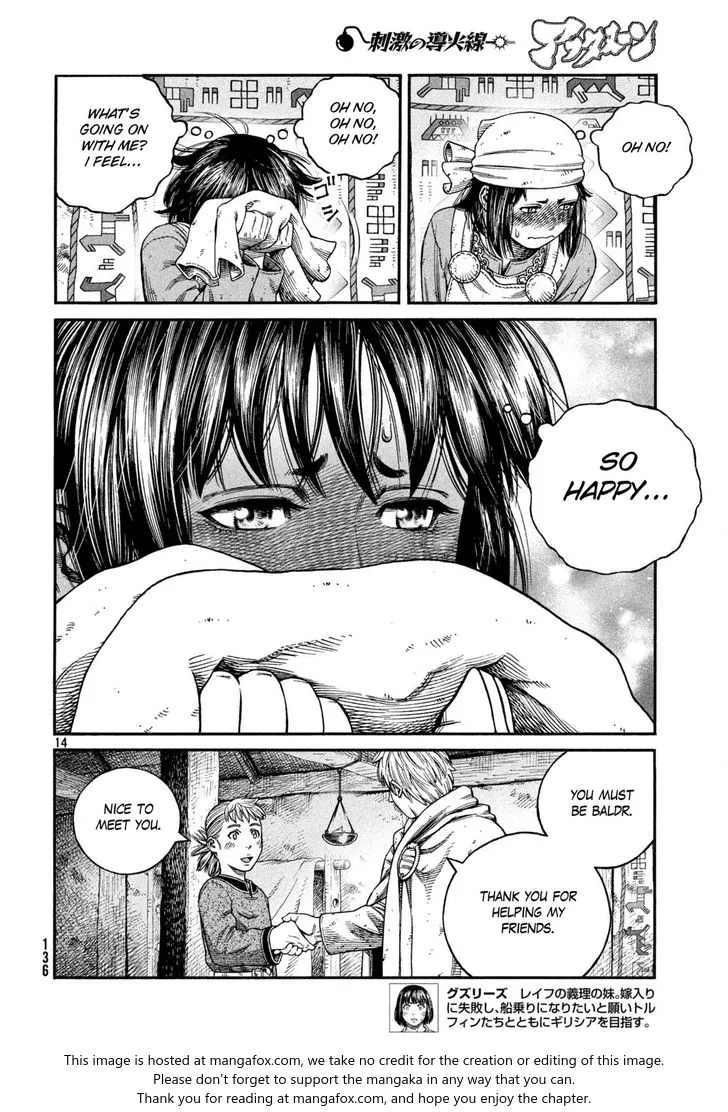 刺激の導火線
アフタヌーン
WHAT'S
GOING ON
WITH ME?
I FEEL...
OH NO,
OH NO,
OH NO!
ゴシ
OH NO!
SO
HAPPY...
14
NICE TO
MEET YOU.
YOU MUST
BE BALDR.
THANK YOU FOR
HELPING MY
FRIENDS.
136
グズリーズ レイフの義理の妹。嫁入り
に失敗し、船乗りになりたいと願いトル
フィンたちとともにギリシアを目指す。
This image is hosted at mangafox.com, we take no credit for the creation or editing of this image.
Please don't forget to support the mangaka in any way that you can.
Thank you for reading at mangafox.com, and hope you enjoy the chapter.